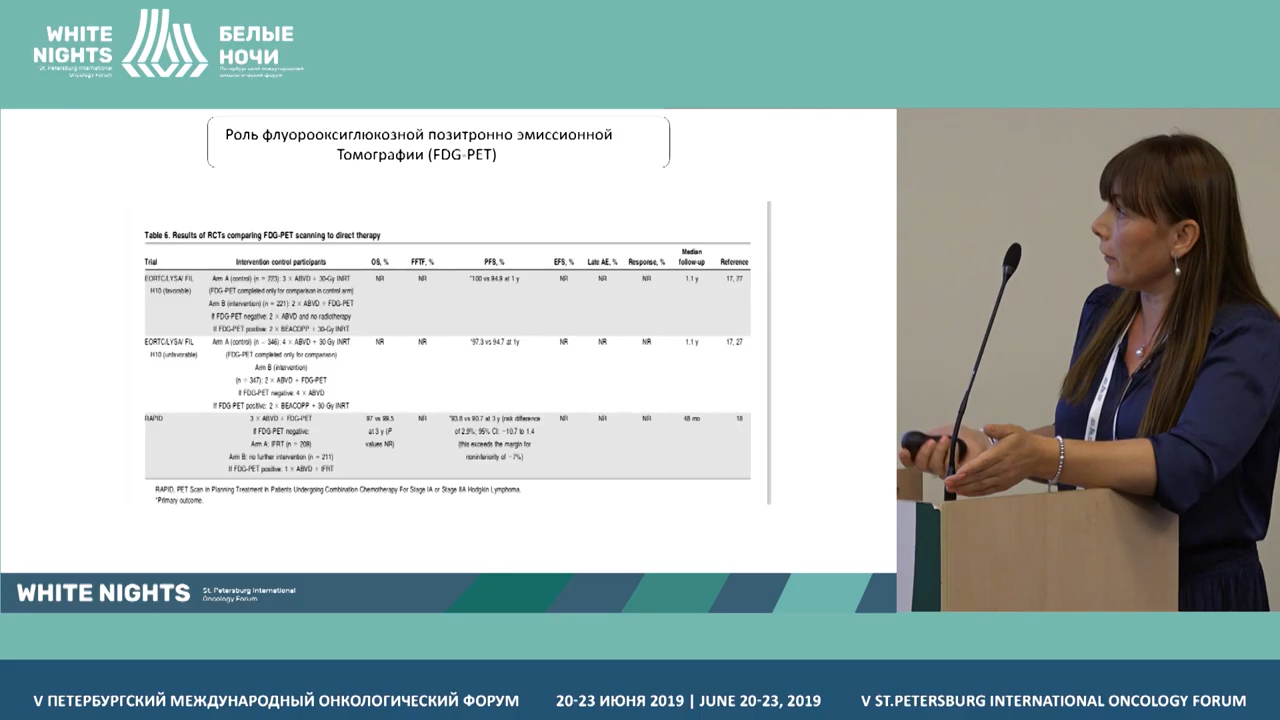 WHITE
NIGHTS
St. Petersburg International
Oncology Forum
БЕЛЫЕ
НОЧИ
Петербургский международный
онкологический форум
Роль флуорооксиглюкозной позитронно эмиссионной
Томографии (FDG-PET)
Table 6. Results of RCTs comparing FDG-PET scanning to direct therapy
Trial Intervention control participants OS, % FFTF, % PFS, % EFS, % Late AE, % Response, % Median follow-up Reference
EORTC/LYSA/ FIL Arm A (control) (n = 223): 3 × ABVD + 30-Gy INRT NR NR *100 vs 94.9 at 1 y NR NR NR 1.1 y 17, 27
H10 (favorable) (FDG-PET completed only for comparison in control arm)
Arm B (intervention) (n = 221): 2 × ABVD + FDG-PET
If FDG-PET negative: 2 × ABVD and no radiotherapy
If FDG-PET positive: 2 × BEACOPP + 30-Gy INRT
EORTC/LYSA/ FIL Arm A (control) (n = 346): 4 × ABVD + 30 Gy INRT NR NR *97.3 vs 94.7 at 1y NR NR NR 1.1 y 17, 27
H10 (unfavorable) (FDG-PET completed only for comparison)
Arm B (intervention)
(n = 347): 2 × ABVD + FDG-PET
If FDG-PET negative: 4 × ABVD
If FDG-PET positive: 2 × BEACOPP + 30-Gy INRT
RAPID 3 × ABVD + FDG-PET 97 vs 99.5 NR *93.8 vs 90.7 at 3 y (risk difference NR NR NR 48 mo 18
If FDG-PET negative: at 3 y (P of 2.9%; 95% CI: −10.7 to 1.4
Arm A: IFRT (n = 209) values NR) (this exceeds the margin for
Arm B: no further intervention (n = 211) noninferiority of −7%)
If FDG-PET positive: 1 × ABVD + IFRT
RAPID, PET Scan in Planning Treatment in Patients Undergoing Combination Chemotherapy For Stage IA or Stage IIA Hodgkin Lymphoma.
*Primary outcome.
WHITE NIGHTS
St. Petersburg International
Oncology Forum
V ПЕТЕРБУРГСКИЙ МЕЖДУНАРОДНЫЙ ОНКОЛОГИЧЕСКИЙ ФОРУМ 20-23 ИЮНЯ 2019 | JUNE 20-23, 2019 V ST.PETERSBURG INTERNATIONAL ONCOLOGY FORUM